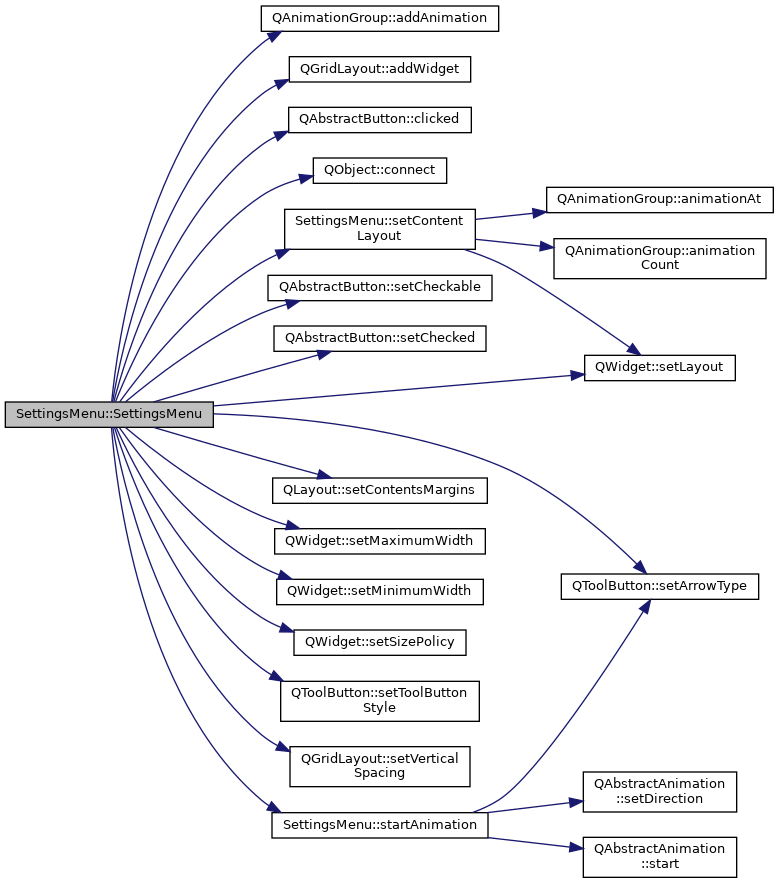 QAnimationGroup::addAnimation
QGridLayout::addWidget
QAbstractButton::clicked
QObject::connect
QAnimationGroup::animationAt
SettingsMenu::setContent
Layout
QAnimationGroup::animation
Count
QAbstractButton::setCheckable
QAbstractButton::setChecked
QWidget::setLayout
SettingsMenu::SettingsMenu
QLayout::setContentsMargins
QWidget::setMaximumWidth
QWidget::setMinimumWidth
QToolButton::setArrowType
QWidget::setSizePolicy
QToolButton::setToolButton
Style
QGridLayout::setVertical
Spacing
QAbstractAnimation
::setDirection
SettingsMenu::startAnimation
QAbstractAnimation
::start